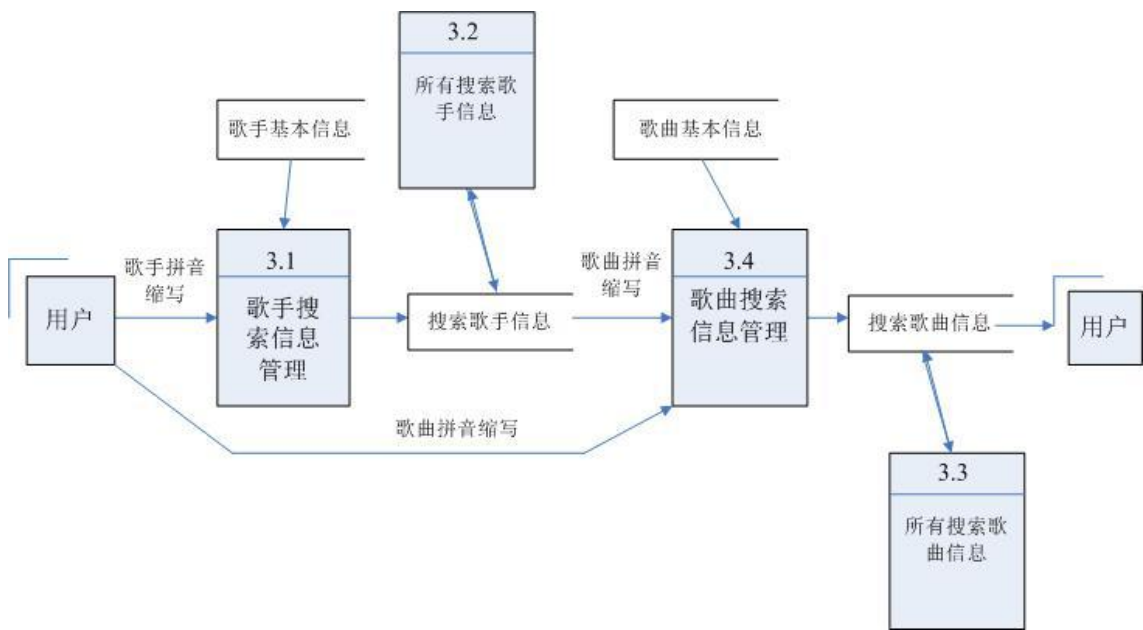 3.2
所有搜索歌
手信息
歌手基本信息
歌曲基本信息
用户
歌手拼音
缩写
3.1
歌手搜
索信息
管理
搜索歌手信息
歌曲拼音
缩写
3.4
歌曲搜索
信息管理
搜索歌曲信息
用户
歌曲拼音缩写
3.3
所有搜索歌
曲信息